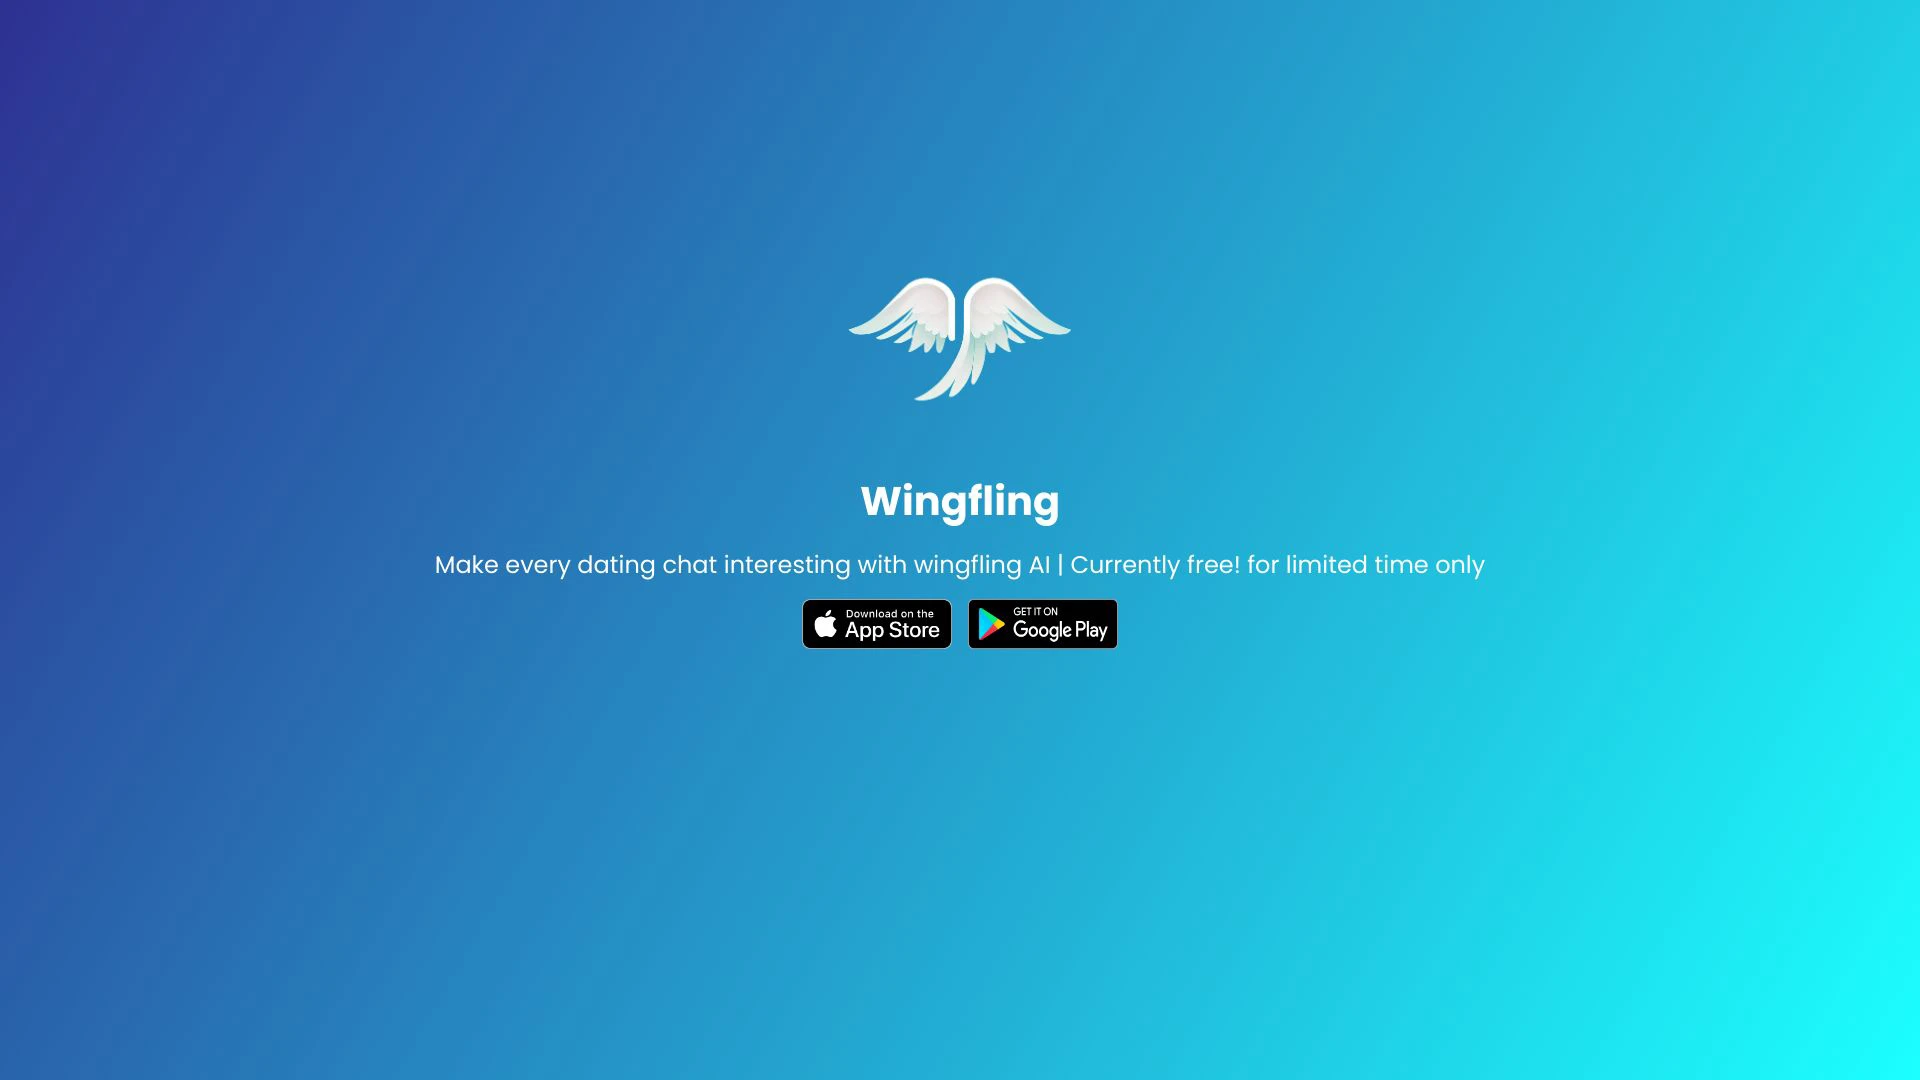 Wingfling
Make every dating chat interesting with wingfling AI | Currently free! for limited time only
Download on the
App Store
GET IT ON
Google Play